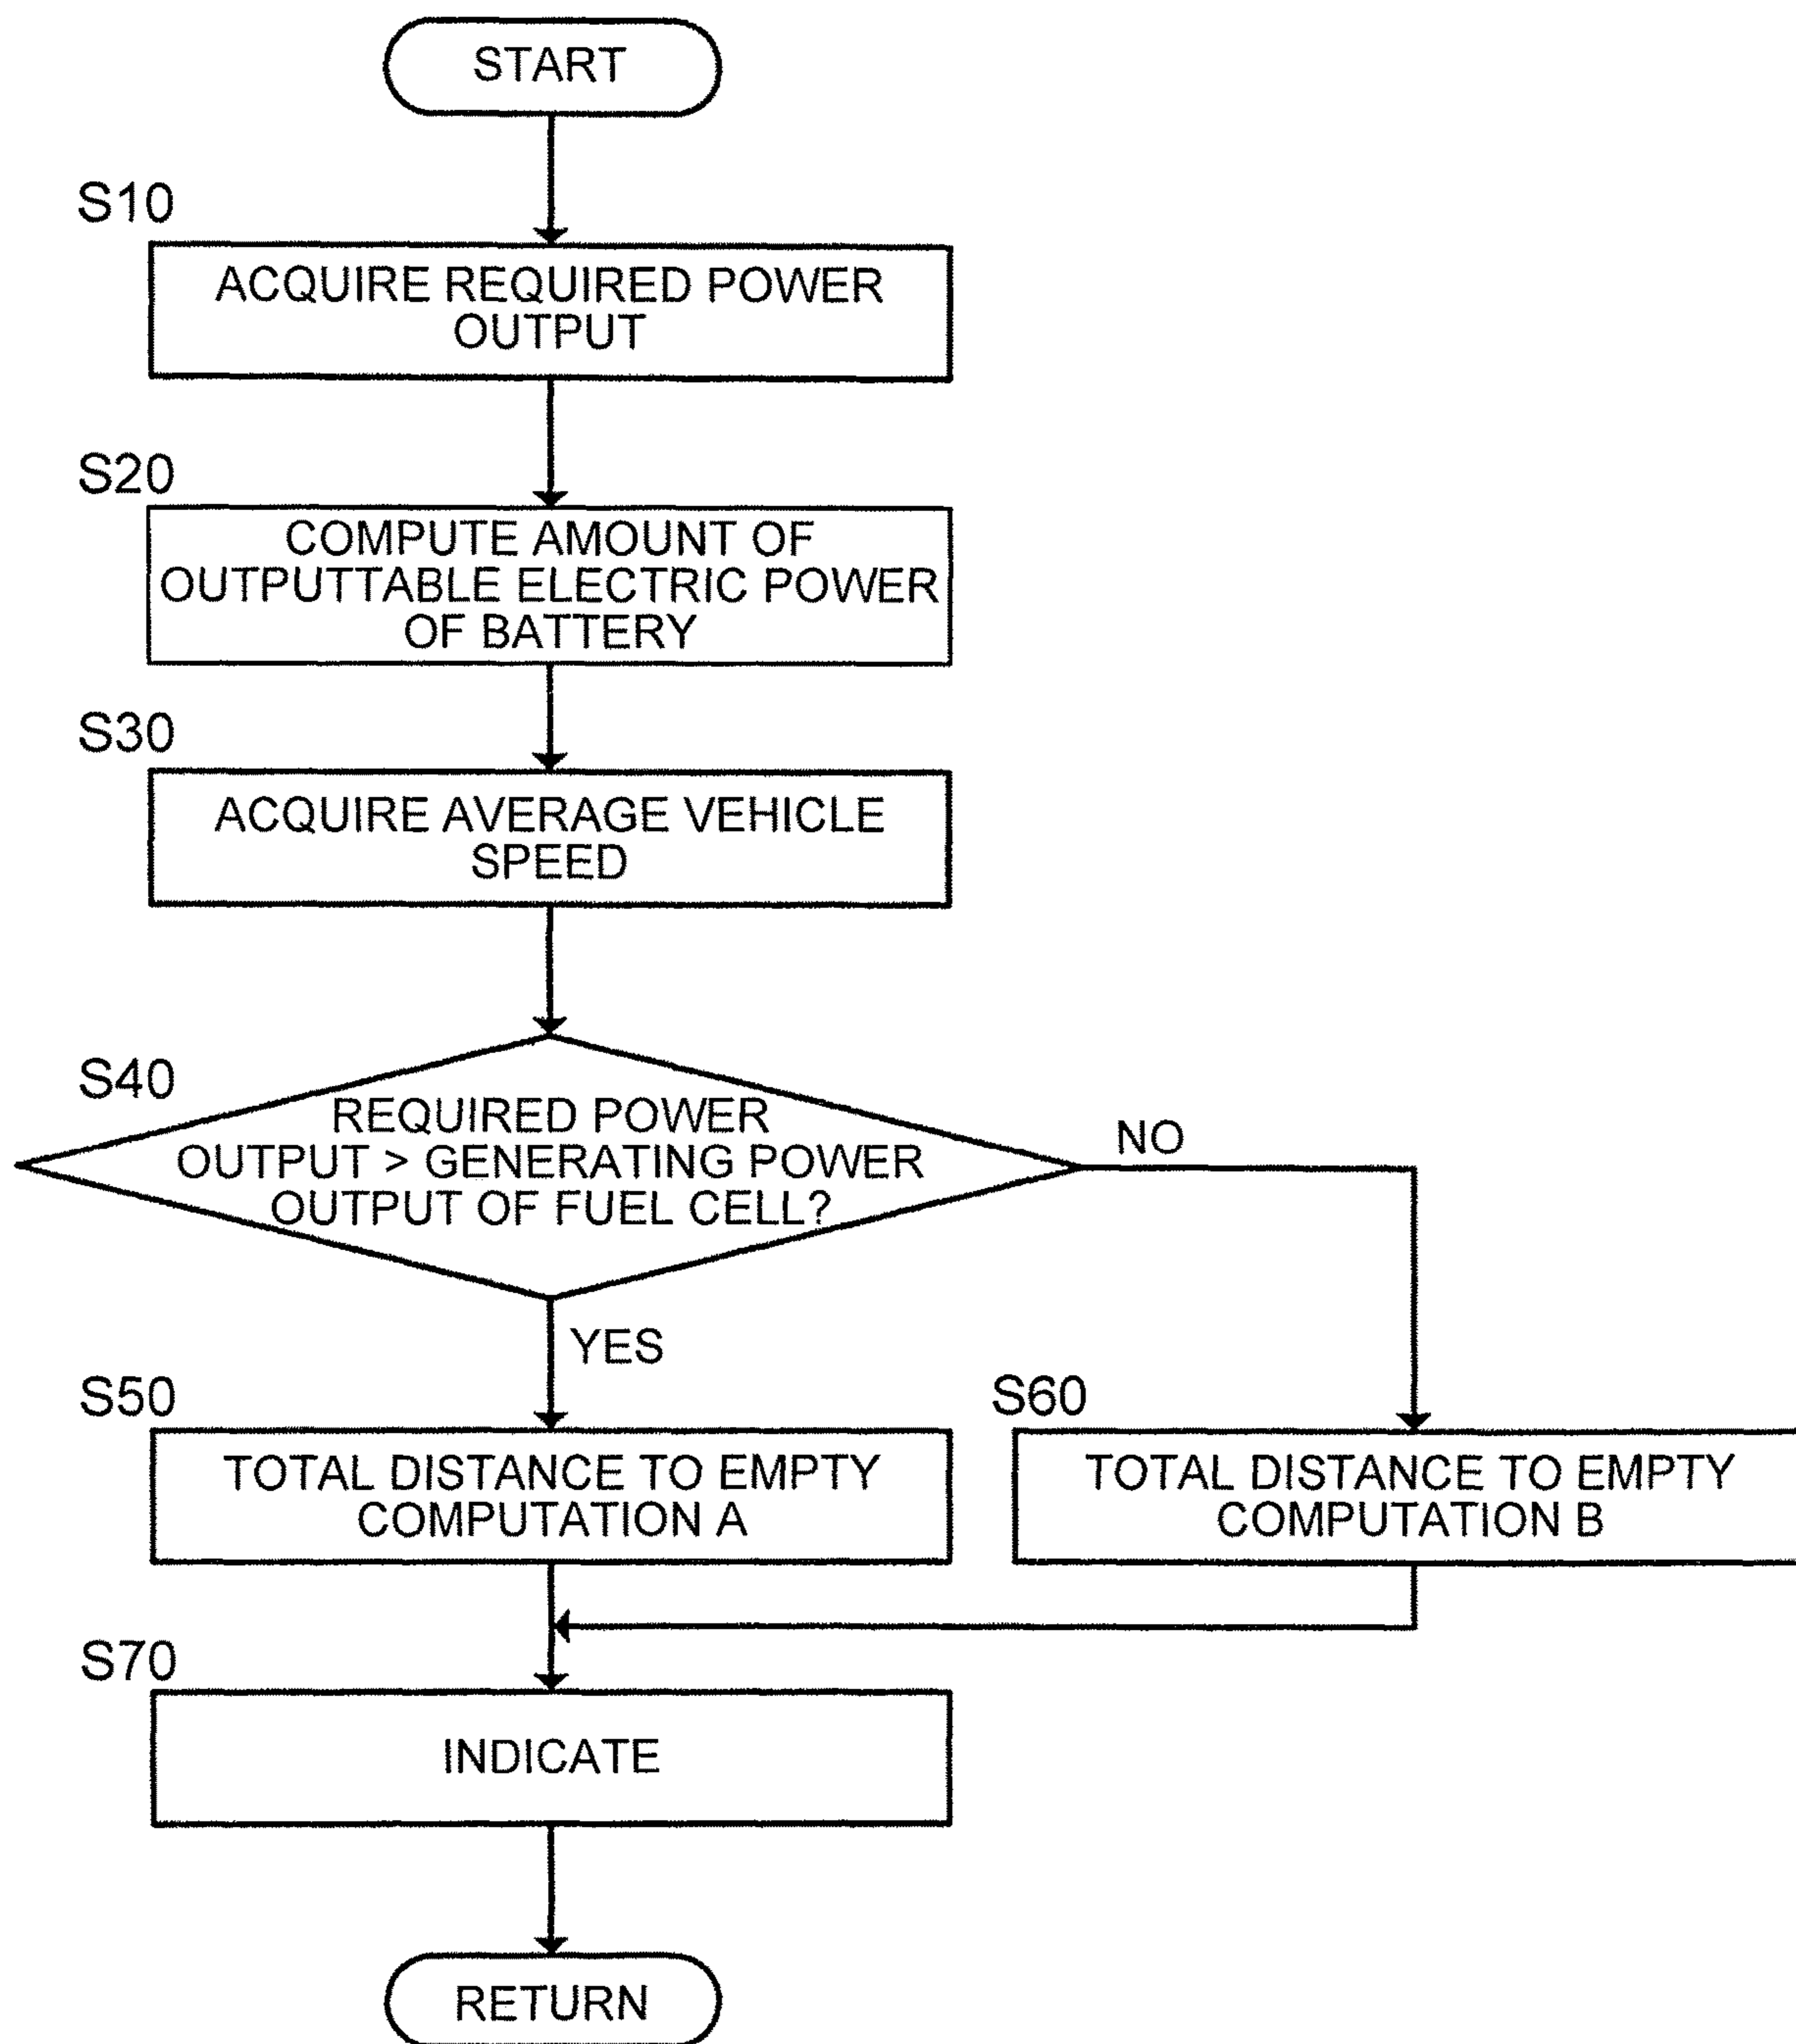 START
S10
ACQUIRE REQUIRED POWER
OUTPUT
S20
COMPUTE AMOUNT OF
OUTPUTTABLE ELECTRIC POWER
OF BATTERY
S30
ACQUIRE AVERAGE VEHICLE
SPEED
S40
REQUIRED POWER
OUTPUT > GENERATING POWER
OUTPUT OF FUEL CELL?
NO
YES
S50
TOTAL DISTANCE TO EMPTY
COMPUTATION A
S60
TOTAL DISTANCE TO EMPTY
COMPUTATION B
S70
INDICATE
RETURN